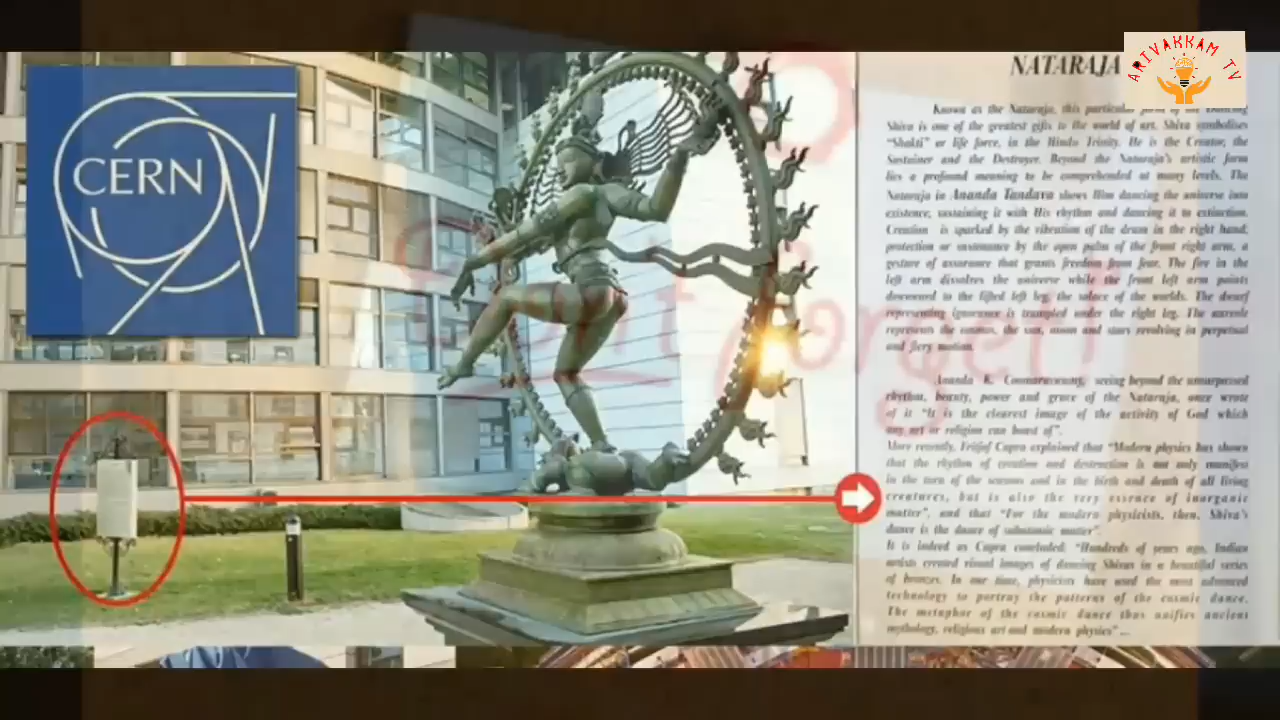 CERN
ARIVAKKAM TV
NATARAJA
Known as the Nataraja, this particular form of the Dancing
Shiva is one of the greatest gifts to the world of art. Shiva symbolises
"Shakti" or life force, in the Hindu Trinity. He is the Creator, the
Sustainer and the Destroyer. Beyond the Nataraja's artistic form
lies a profound meaning to be comprehended at many levels. The
Nataraja in Ananda Tandava shows Him dancing the universe into
existence, sustaining it with His rhythm and dancing it to extinction.
Creation is sparked by the vibration of the drum in the right hand;
protection or sustenance by the open palm of the front right arm, a
gesture of assurance that grants freedom from fear. The fire in the
left arm dissolves the universe while the front left arm points
downward to the lifted left leg, the solace of the worlds. The dwarf
representing ignorance is trampled under the right leg. The aureole
represents the cosmos, the sun, moon and stars revolving in perpetual
and fiery motion.
Ananda K. Coomaraswamy, seeing beyond the unsurpassed
rhythm, beauty, power and grace of the Nataraja, once wrote
of it "It is the clearest image of the activity of God which
any art or religion can boast of".
More recently, Fritjof Capra explained that "Modern physics has shown
that the rhythm of creation and destruction is not only manifest
in the turn of the seasons and in the birth and death of all living
creatures, but is also the very essence of inorganic
matter", and that "For the modern physicists, then, Shiva's
dance is the dance of subatomic matter".
It is indeed as Capra concluded: "Hundreds of years ago, Indian
artists created visual images of dancing Shivas in a beautiful series
of bronzes. In our time, physicists have used the most advanced
technology to portray the patterns of the cosmic dance.
The metaphor of the cosmic dance thus unifies ancient
mythology, religious art and modern physics"...
Don't forget!